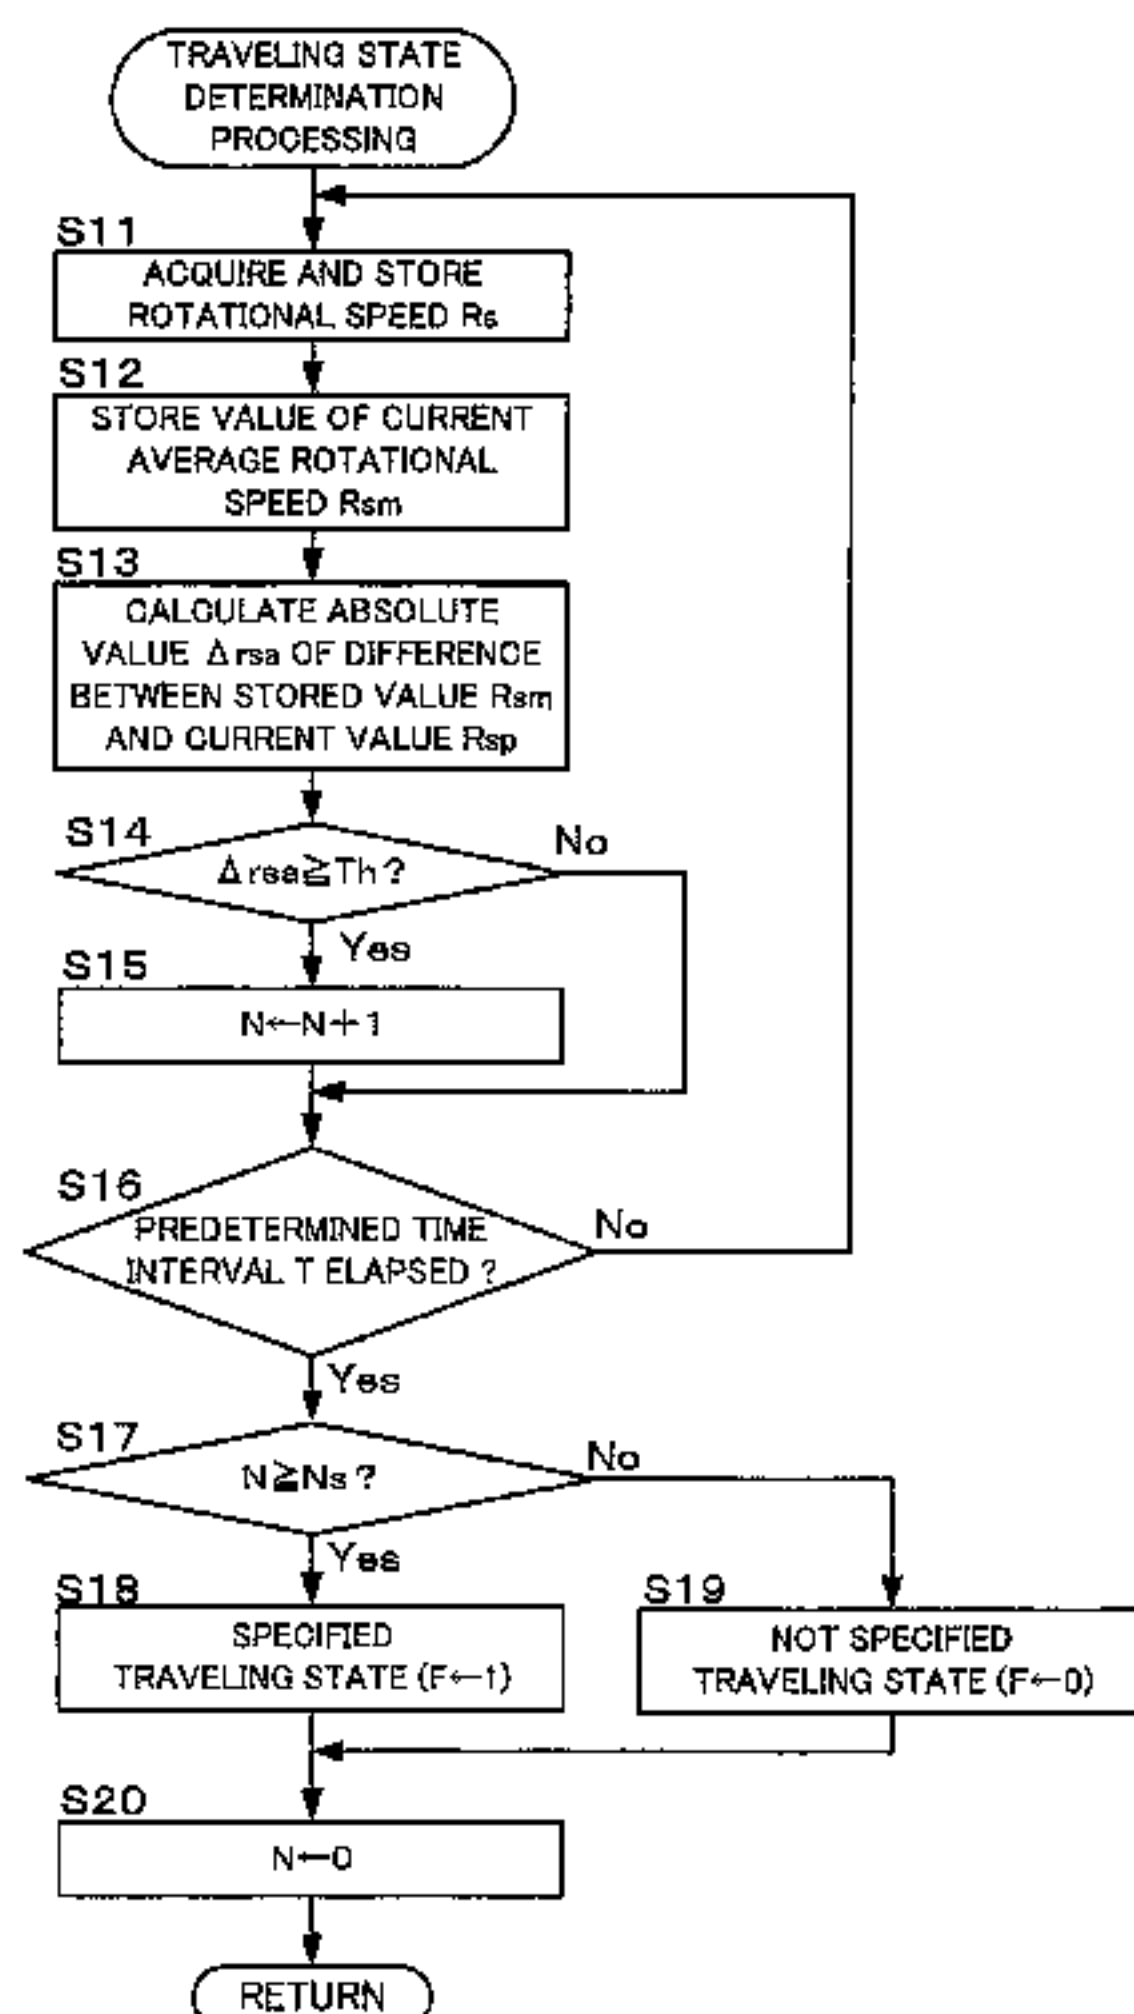 TRAVELING STATE
DETERMINATION
PROCESSING
S11
ACQUIRE AND STORE
ROTATIONAL SPEED Rs
S12
STORE VALUE OF CURRENT
AVERAGE ROTATIONAL
SPEED Rsm
S13
CALCULATE ABSOLUTE
VALUE Δrsa OF DIFFERENCE
BETWEEN STORED VALUE Rsm
AND CURRENT VALUE Rsp
S14
Δrsa≧Th?
No
Yes
S15
N←N+1
S16
PREDETERMINED TIME
INTERVAL T ELAPSED ?
No
Yes
S17
N≧Ns?
No
Yes
S18
SPECIFIED
TRAVELING STATE (F←1)
S19
NOT SPECIFIED
TRAVELING STATE (F←0)
S20
N←0
RETURN